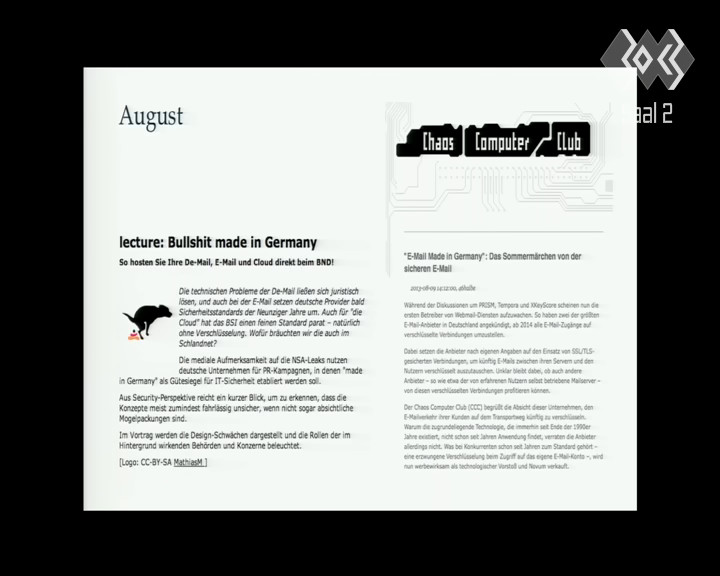 August
aal 2
Chaos Computer Club
lecture: Bullshit made in Germany
So hosten Sie Ihre De-Mail, E-Mail und Cloud direkt beim BND!
Die technischen Probleme der De-Mail ließen sich juristisch
lösen, und auch bei der E-Mail setzen deutsche Provider bald
Sicherheitsstandards der Neunziger Jahre um. Auch für "die
Cloud" hat das BSI einen feinen Standard parat – natürlich
ohne Verschlüsselung. Wofür bräuchten wir die auch im
Schlandnet?
Die mediale Aufmerksamkeit auf die NSA-Leaks nutzen
deutsche Unternehmen für PR-Kampagnen, in denen "made
in Germany" als Gütesiegel für IT-Sicherheit etabliert werden soll.
Aus Security-Perspektive reicht ein kurzer Blick, um zu erkennen, dass die
Konzepte meist zumindest fahrlässig unsicher, wenn nicht sogar absichtliche
Mogelpackungen sind.
Im Vortrag werden die Design-Schwächen dargestellt und die Rollen der im
Hintergrund wirkenden Behörden und Konzerne beleuchtet.
[Logo: CC-BY-SA MathiasM ]
"E-Mail Made in Germany": Das Sommermärchen von der
sicheren E-Mail
2013-08-09 14:12:00, 46halbe
Während der Diskussionen um PRISM, Tempora und XKeyScore scheinen nun die
ersten Betreiber von Webmail-Diensten aufzuwachen. So haben zwei der größten
E-Mail-Anbieter in Deutschland angekündigt, ab 2014 alle E-Mail-Zugänge auf
verschlüsselte Verbindungen umzustellen.
Dabei setzen die Anbieter nach eigenen Angaben auf den Einsatz von SSL/TLS-
gesicherten Verbindungen, um künftig E-Mails zwischen ihren Servern und den
Nutzern verschlüsselt auszutauschen. Unklar bleibt dabei, ob auch andere
Anbieter – so wie etwa der von erfahrenen Nutzern selbst betriebene Mailserver –
von diesen verschlüsselten Verbindungen profitieren können.
Der Chaos Computer Club (CCC) begrüßt die Absicht dieser Unternehmen, den
E-Mailverkehr ihrer Kunden auf dem Transportweg künftig zu verschlüsseln.
Warum die zugrundeliegende Technologie, die immerhin seit Ende der 1990er
Jahre existiert, nicht schon seit Jahren Anwendung findet, verraten die Anbieter
allerdings nicht. Was bei Konkurrenten schon seit Jahren zum Standard gehört –
eine erzwungene Verschlüsselung beim Zugriff auf das eigene E-Mail-Konto –, wird
nun werbewirksam als technologischer Vorstoß und Novum verkauft.